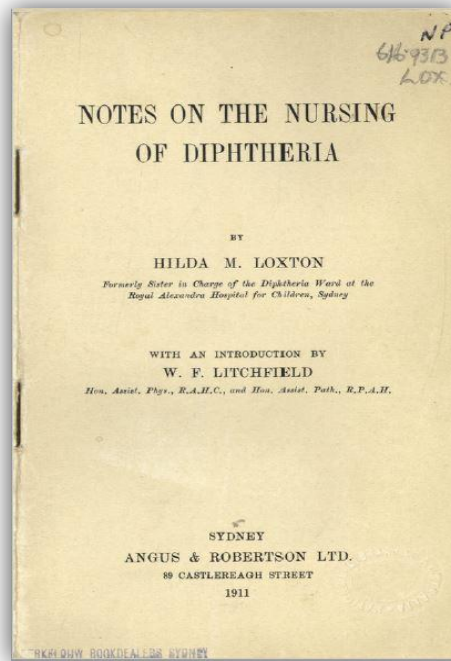 NP
616.9313
LOX
NOTES ON THE NURSING
OF DIPHTHERIA
BY
HILDA M. LOXTON
Formerly Sister in Charge of the Diphtheria Ward at the
Royal Alexandra Hospital for Children, Sydney
WITH AN INTRODUCTION BY
W. F. LITCHFIELD
Hon. Assist. Phys., R.A.H.C., and Hon. Assist. Path., R.P.A.H.
SYDNEY
ANGUS & ROBERTSON LTD.
89 CASTLEREAGH STREET
1911
BOOKDEALERS SYDNEY